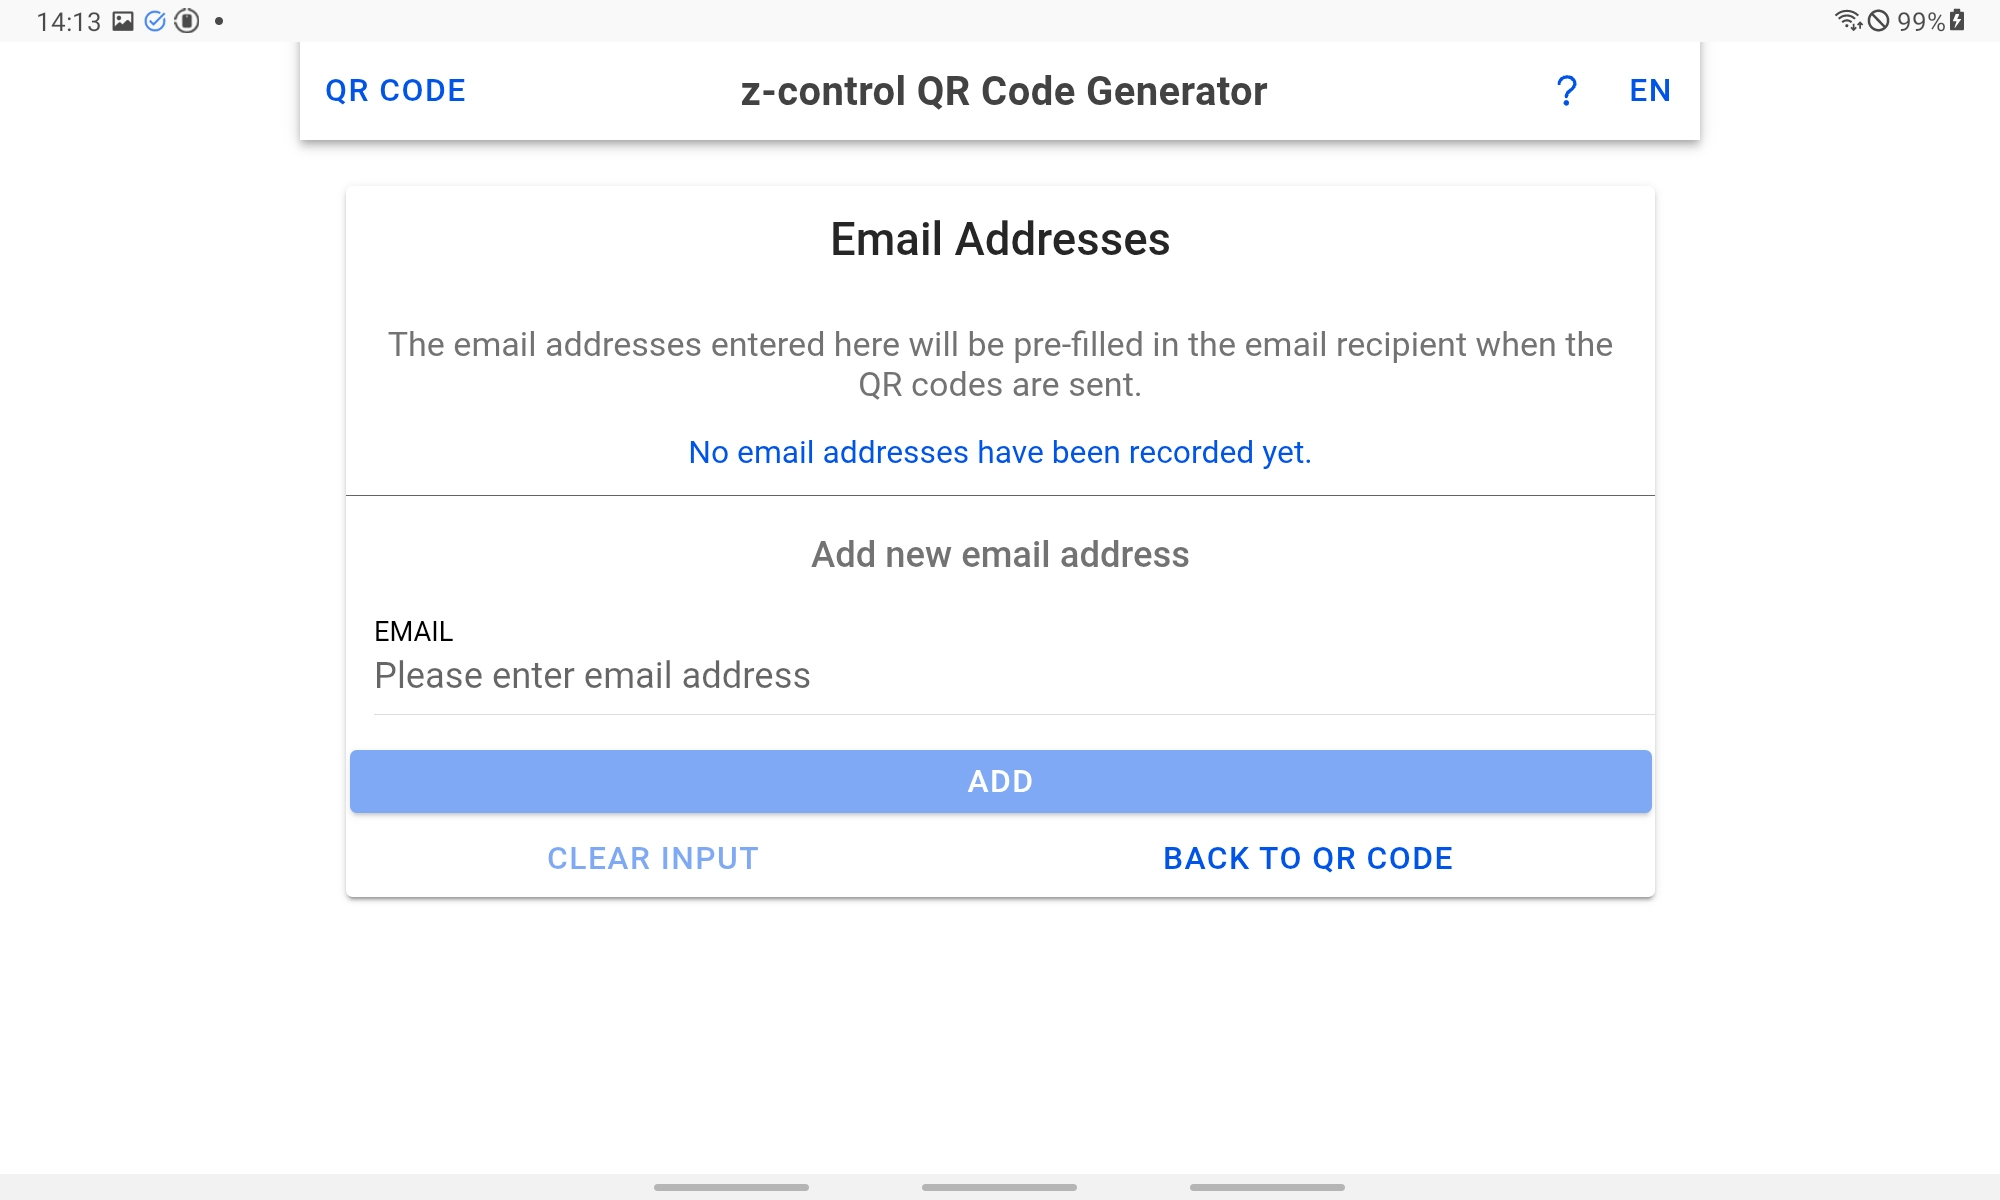 14:13
99%
QR CODE
z-control QR Code Generator
?
EN
Email Addresses
The email addresses entered here will be pre-filled in the email recipient when the
QR codes are sent.
No email addresses have been recorded yet.
Add new email address
EMAIL
Please enter email address
ADD
CLEAR INPUT
BACK TO QR CODE